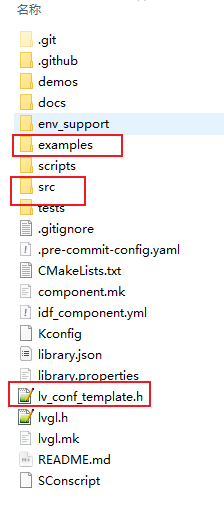 名称
.git
.github
demos
docs
env_support
examples
scripts
src
tests
.gitignore
.pre-commit-config.yaml
CMakeLists.txt
component.mk
idf_component.yml
Kconfig
library.json
library.properties
lv_conf_template.h
lvgl.h
lvgl.mk
README.md
SConscript